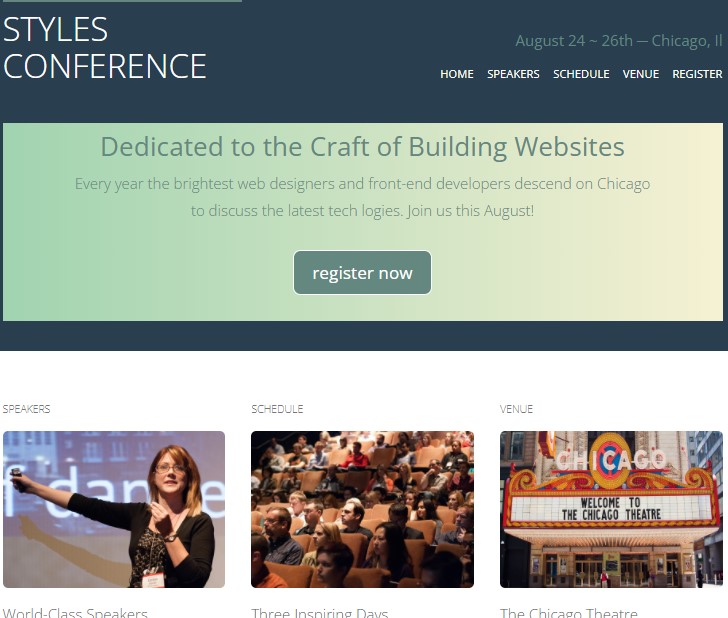 STYLES
CONFERENCE
August 24 ~ 26th — Chicago, Il
HOME SPEAKERS SCHEDULE VENUE REGISTER
Dedicated to the Craft of Building Websites
Every year the brightest web designers and front-end developers descend on Chicago
to discuss the latest tech logies. Join us this August!
register now
SPEAKERS SCHEDULE VENUE
f dan e
CHICAGO
WELCOME TO
THE CHICAGO THEATRE
World-Class Speakers Three Inspiring Days The Chicago Theatre